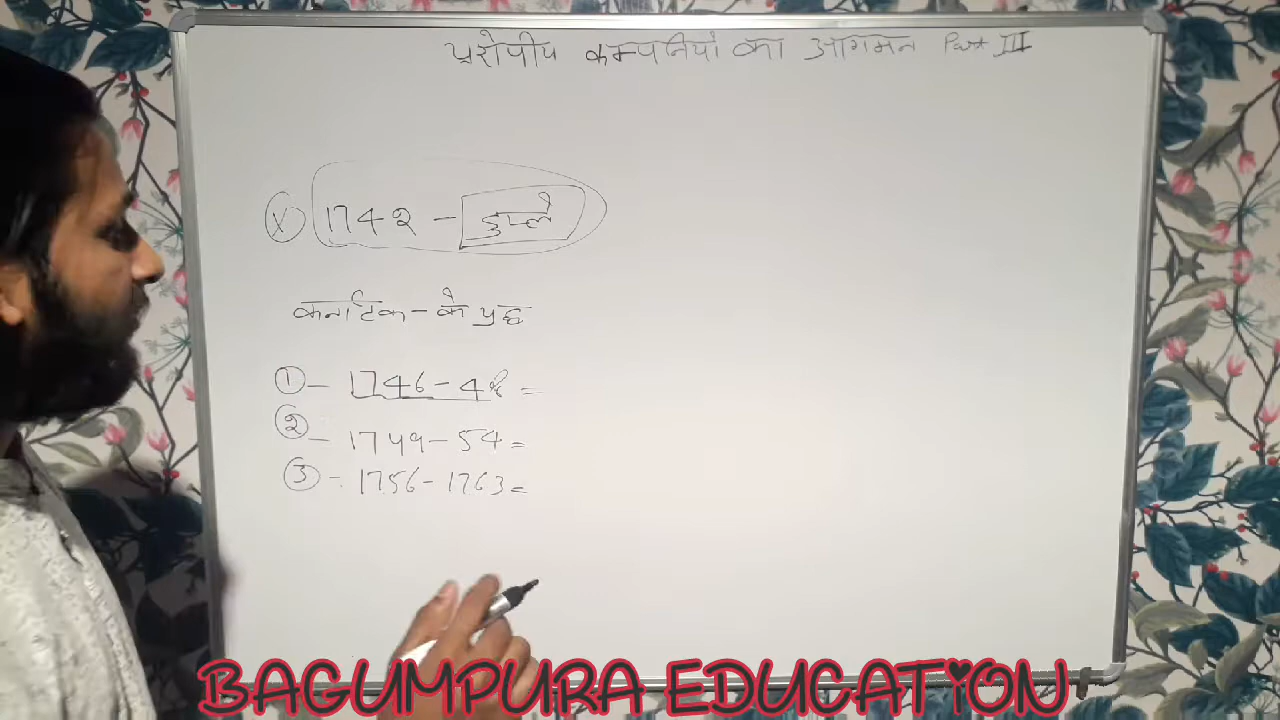 यूरोपीय कम्पनियों का आगमन Part III
X 1742 - डुप्ले
कर्नाटक - के युद्ध
① - 1746 - 48 =
② - 1749 - 54 =
③ - 1756 - 1763 =
BAGUMPURA EDUCATION